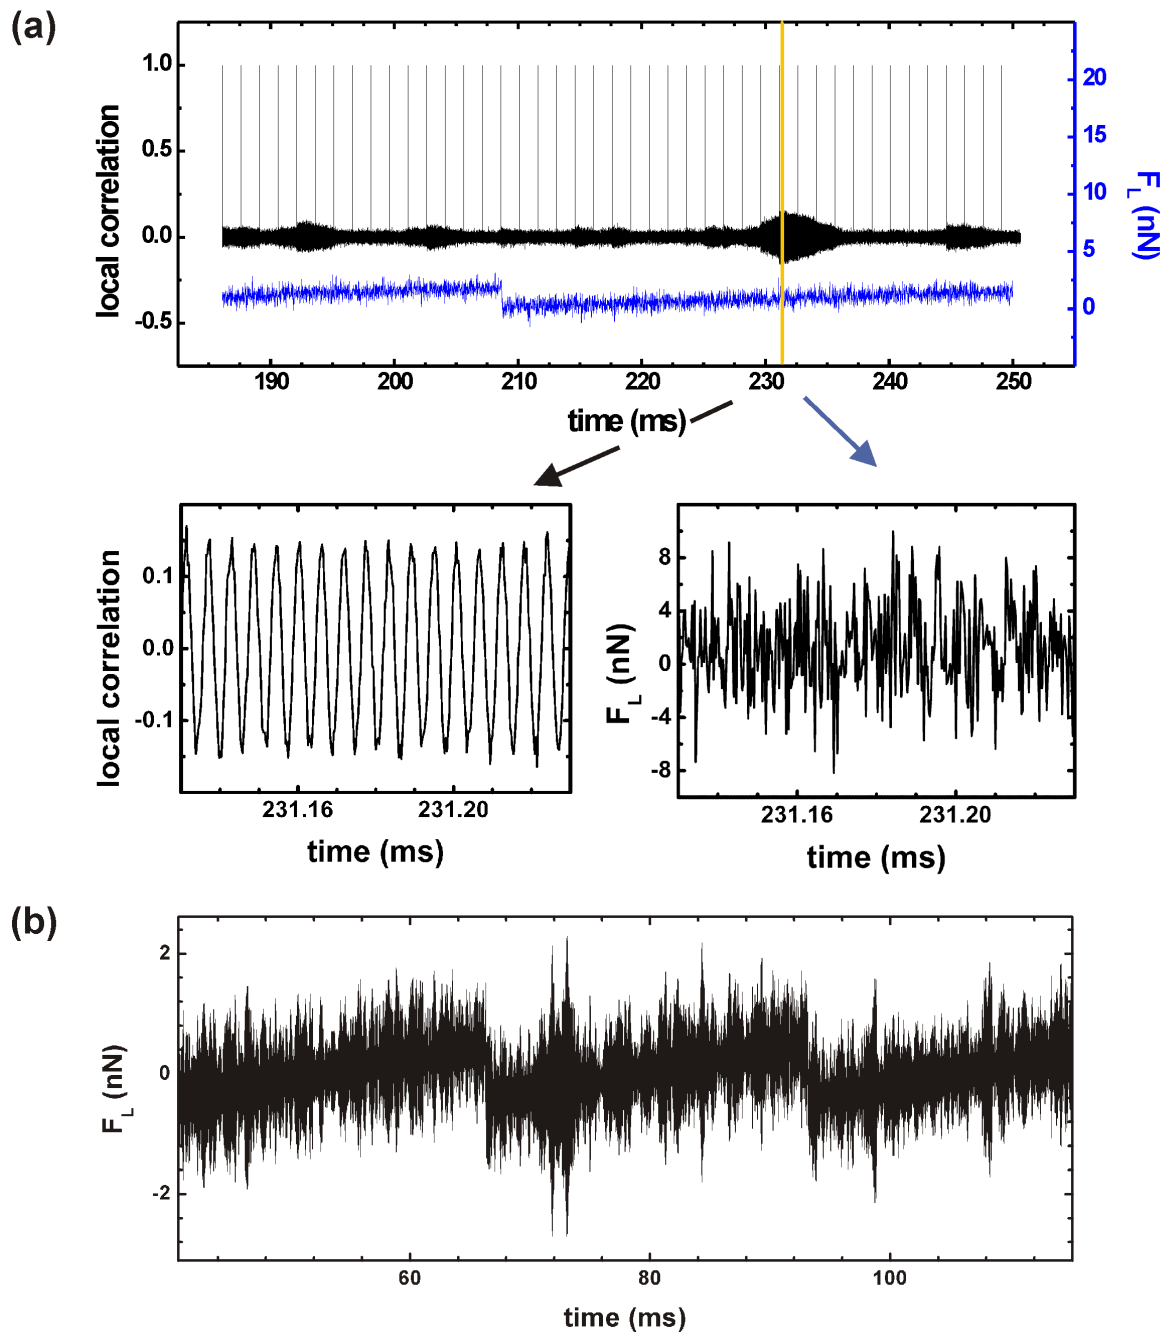 (a)
local correlation
1.0
0.5
0.0
-0.5
20
15
10
5
0
F_L (nN)
190 200 210 220 230 240 250
time (ms)
local correlation
0.1
0.0
-0.1
231.16 231.20
time (ms)
F_L (nN)
8
4
0
-4
-8
231.16 231.20
time (ms)
(b)
F_L (nN)
2
0
-2
60 80 100
time (ms)